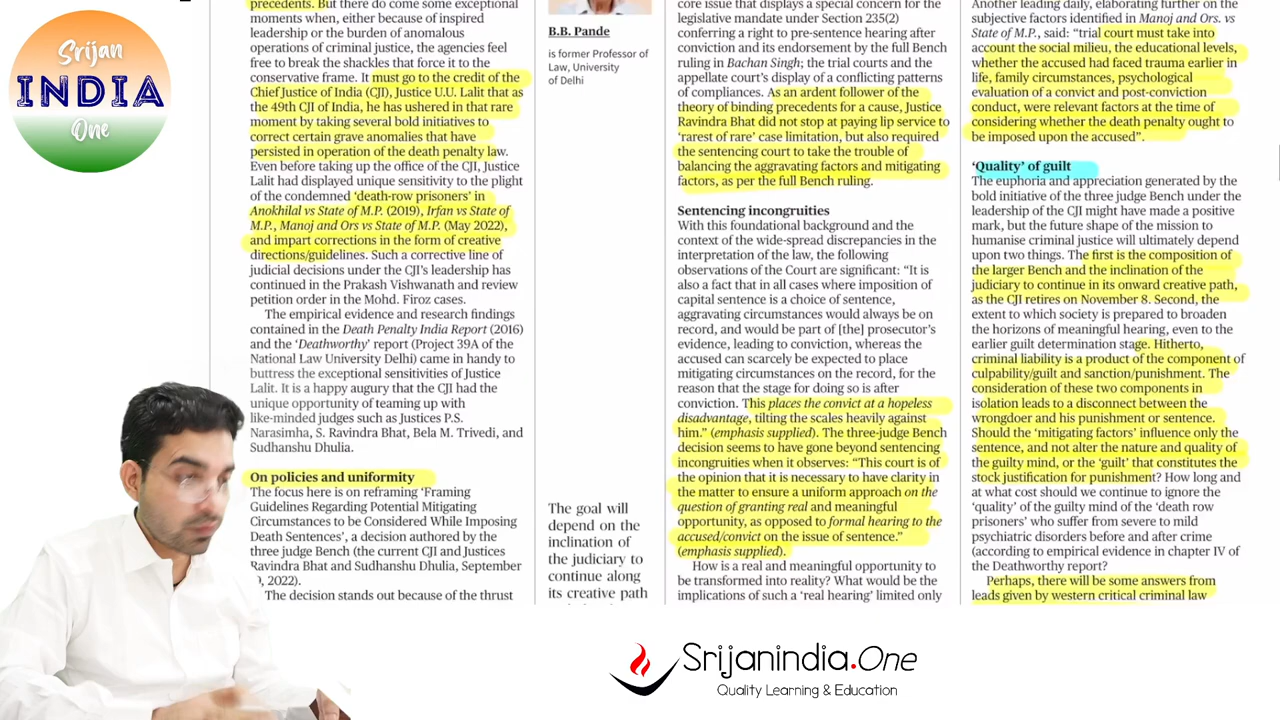 Srijan
INDIA
One
precedents. But there do come some exceptional
moments when, either because of inspired
leadership or the burden of anomalous
operations of criminal justice, the agencies feel
free to break the shackles that force it to the
conservative frame. It must go to the credit of the
Chief Justice of India (CJI), Justice U.U. Lalit that as
the 49th CJI of India, he has ushered in that rare
moment by taking several bold initiatives to
correct certain grave anomalies that have
persisted in operation of the death penalty law.
Even before taking up the office of the CJI, Justice
Lalit had displayed unique sensitivity to the plight
of the condemned ‘death-row prisoners’ in
Anokhilal vs State of M.P. (2019), Irfan vs State of
M.P., Manoj and Ors vs State of M.P. (May 2022),
and impart corrections in the form of creative
directions/guidelines. Such a corrective line of
judicial decisions under the CJI’s leadership has
continued in the Prakash Vishwanath and review
petition order in the Mohd. Firoz cases.
The empirical evidence and research findings
contained in the Death Penalty India Report (2016)
and the ‘Deathworthy’ report (Project 39A of the
National Law University Delhi) came in handy to
buttress the exceptional sensitivities of Justice
Lalit. It is a happy augury that the CJI had the
unique opportunity of teaming up with
like-minded judges such as Justices P.S.
Narasimha, S. Ravindra Bhat, Bela M. Trivedi, and
Sudhanshu Dhulia.
On policies and uniformity
The focus here is on reframing ‘Framing
Guidelines Regarding Potential Mitigating
Circumstances to be Considered While Imposing
Death Sentences’, a decision authored by the
three judge Bench (the current CJI and Justices
Ravindra Bhat and Sudhanshu Dhulia, September
, 2022).
The decision stands out because of the thrust
B.B. Pande
is former Professor of
Law, University
of Delhi
The goal will
depend on the
inclination of
the judiciary to
continue along
its creative path
core issue that displays a special concern for the
legislative mandate under Section 235(2)
conferring a right to pre-sentence hearing after
conviction and its endorsement by the full Bench
ruling in Bachan Singh; the trial courts and the
appellate court’s display of a conflicting patterns
of compliances. As an ardent follower of the
theory of binding precedents for a cause, Justice
Ravindra Bhat did not stop at paying lip service to
‘rarest of rare’ case limitation, but also required
the sentencing court to take the trouble of
balancing the aggravating factors and mitigating
factors, as per the full Bench ruling.
Sentencing incongruities
With this foundational background and the
context of the wide-spread discrepancies in the
interpretation of the law, the following
observations of the Court are significant: “It is
also a fact that in all cases where imposition of
capital sentence is a choice of sentence,
aggravating circumstances would always be on
record, and would be part of [the] prosecutor’s
evidence, leading to conviction, whereas the
accused can scarcely be expected to place
mitigating circumstances on the record, for the
reason that the stage for doing so is after
conviction. This places the convict at a hopeless
disadvantage, tilting the scales heavily against
him.” (emphasis supplied). The three-judge Bench
decision seems to have gone beyond sentencing
incongruities when it observes: “This court is of
the opinion that it is necessary to have clarity in
the matter to ensure a uniform approach on the
question of granting real and meaningful
opportunity, as opposed to formal hearing to the
accused/convict on the issue of sentence.”
(emphasis supplied).
How is a real and meaningful opportunity to
be transformed into reality? What would be the
implications of such a ‘real hearing’ limited only
Another leading daily, elaborating further on the
subjective factors identified in Manoj and Ors. vs
State of M.P., said: “trial court must take into
account the social milieu, the educational levels,
whether the accused had faced trauma earlier in
life, family circumstances, psychological
evaluation of a convict and post-conviction
conduct, were relevant factors at the time of
considering whether the death penalty ought to
be imposed upon the accused”.
‘Quality’ of guilt
The euphoria and appreciation generated by the
bold initiative of the three judge Bench under the
leadership of the CJI might have made a positive
mark, but the future shape of the mission to
humanise criminal justice will ultimately depend
upon two things. The first is the composition of
the larger Bench and the inclination of the
judiciary to continue in its onward creative path,
as the CJI retires on November 8. Second, the
extent to which society is prepared to broaden
the horizons of meaningful hearing, even to the
earlier guilt determination stage. Hitherto,
criminal liability is a product of the component of
culpability/guilt and sanction/punishment. The
consideration of these two components in
isolation leads to a disconnect between the
wrongdoer and his punishment or sentence.
Should the ‘mitigating factors’ influence only the
sentence, and not alter the nature and quality of
the guilty mind, or the ‘guilt’ that constitutes the
stock justification for punishment? How long and
at what cost should we continue to ignore the
‘quality’ of the guilty mind of the ‘death row
prisoners’ who suffer from severe to mild
psychiatric disorders before and after crime
(according to empirical evidence in chapter IV of
the Deathworthy report?
Perhaps, there will be some answers from
leads given by western critical criminal law
Srijanindia.One
Quality Learning & Education